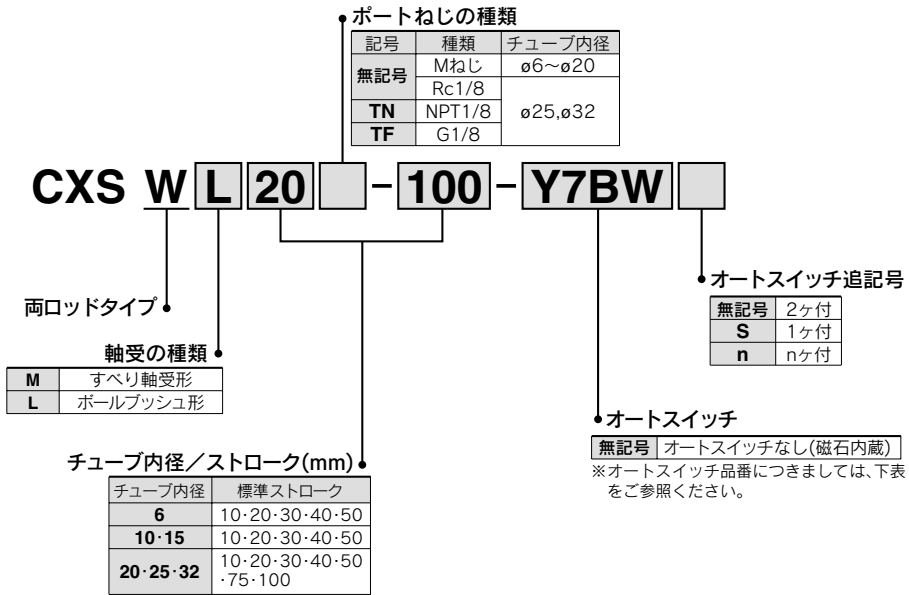 ポートねじの種類
記号 種類 チューブ内径
無記号 Mねじ ø6〜ø20
Rc1/8 ø25,ø32
TN NPT1/8
TF G1/8
CXS W L 20 - 100 - Y7BW
両ロッドタイプ
軸受の種類
M すべり軸受形
L ボールブッシュ形
チューブ内径／ストローク(mm)
チューブ内径 標準ストローク
6 10·20·30·40·50
10·15 10·20·30·40·50
20·25·32 10·20·30·40·50
·75·100
オートスイッチ追記号
無記号 2ヶ付
S 1ヶ付
n nヶ付
オートスイッチ
無記号 オートスイッチなし(磁石内蔵)
※オートスイッチ品番につきましては、下表
をご参照ください。